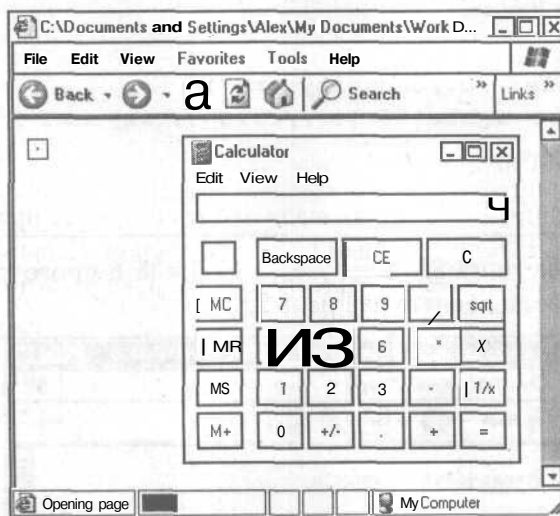 C:\Documents and Settings\Alex\My Documents\Work D...
File Edit View Favorites Tools Help
Back а Search » Links »
Calculator
Edit View Help
Ч
Backspace CE C
[ MC 7 8 9 / sqrt
| MR ИЗ 6 * X
MS 1 2 3 - | 1/x
M+ 0 +/- . + =
Opening page My Computer